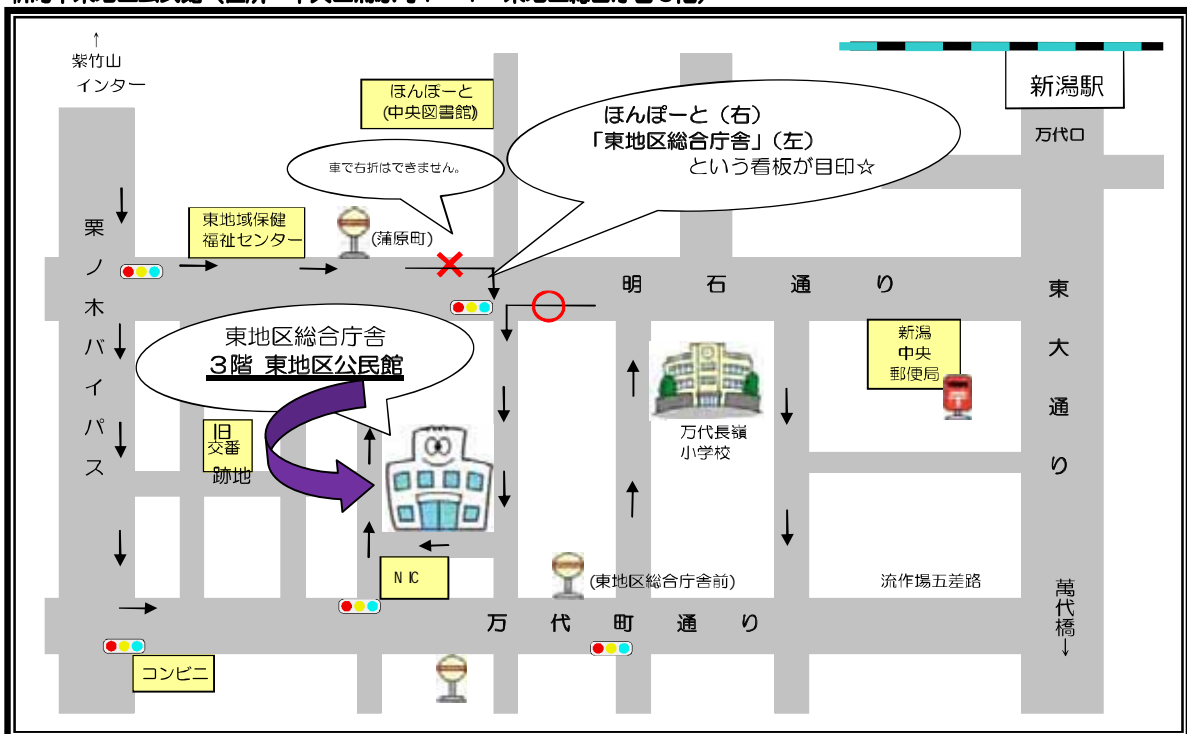 ↑
紫竹山
インター
ほんぽーと
(中央図書館)
ほんぽーと（右）
「東地区総合庁舎」（左）
という看板が目印☆
新潟駅
万代口
車で右折はできません。
東地域保健
福祉センター
(蒲原町)
栗ノ木バイパス
明石通り
東大通り
東地区総合庁舎
３階 東地区公民館
新潟
中央
郵便局
旧
交番
跡地
万代長嶺
小学校
NIC
(東地区総合庁舎前)
流作場五差路
萬代橋↓
万代町通り
コンビニ